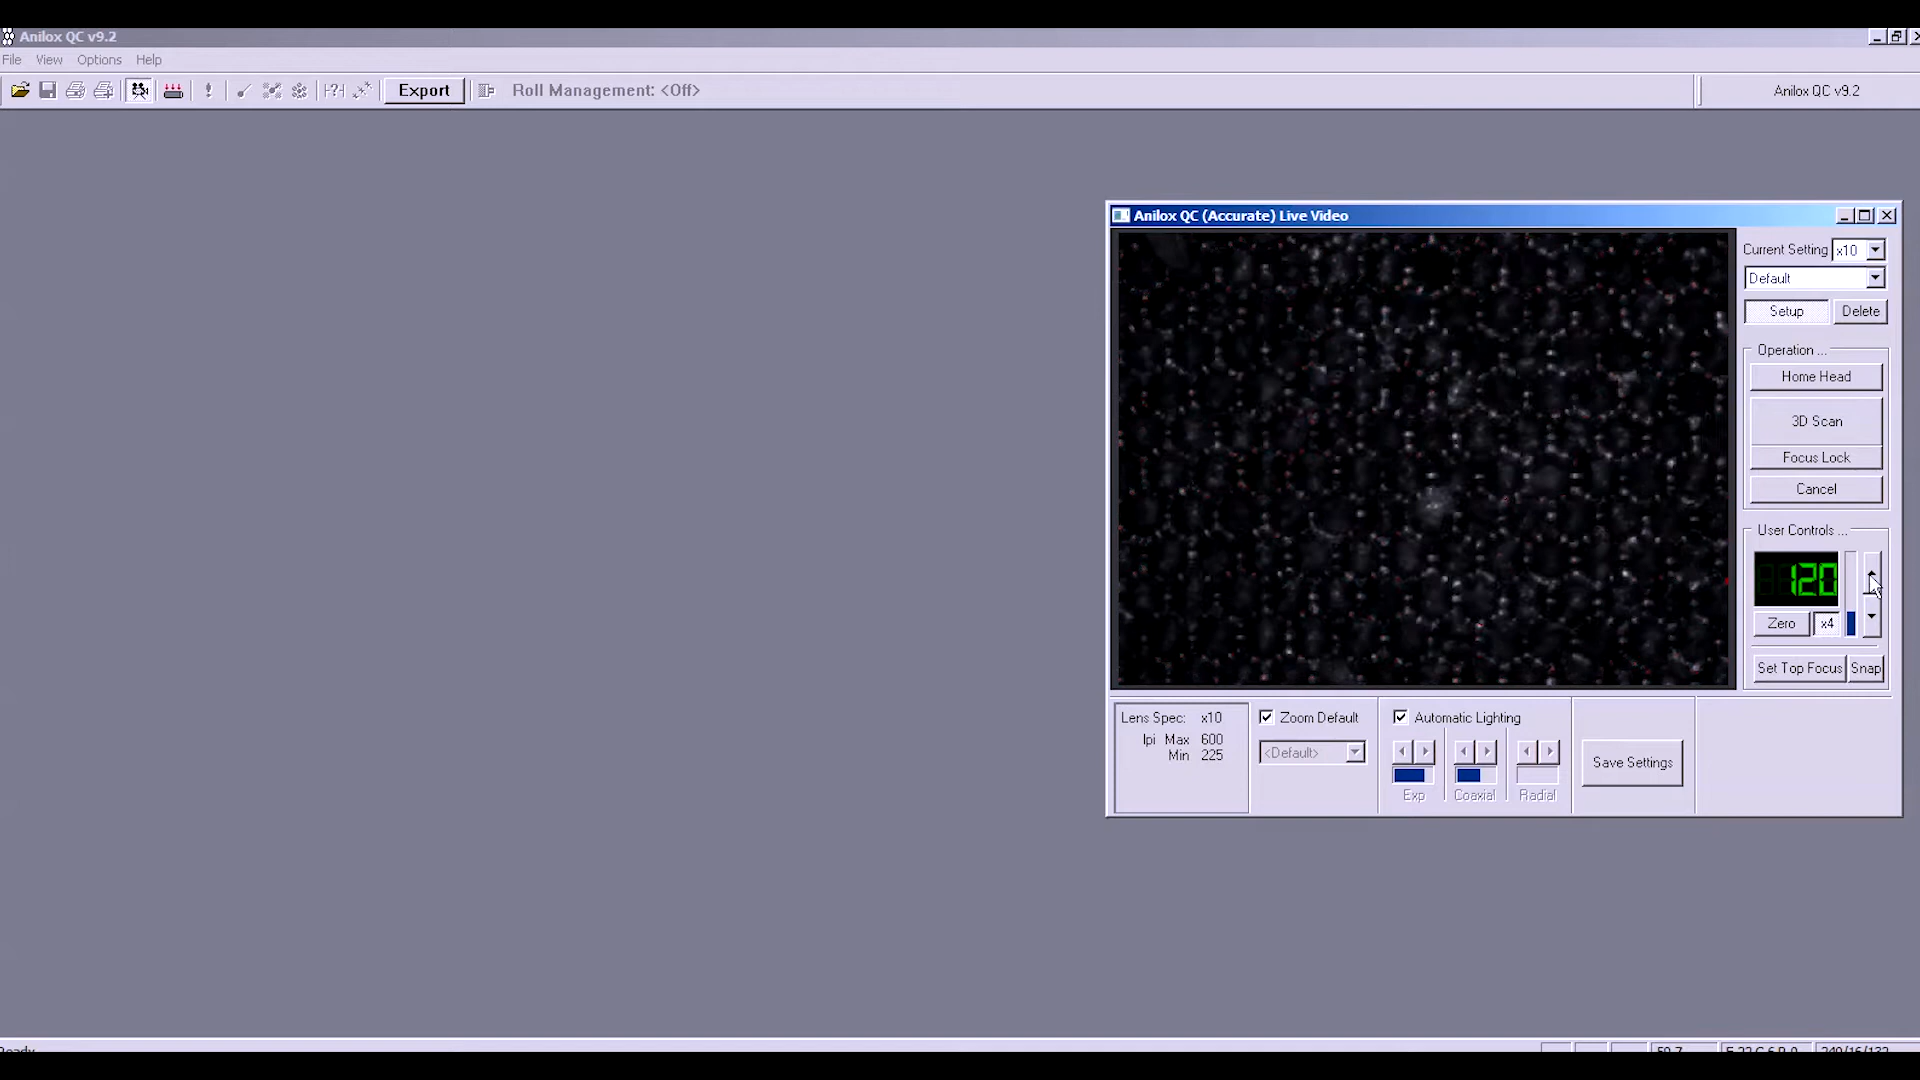 Anilox QC v9.2
File View Options Help
Export Roll Management: <Off> Anilox QC v9.2
Anilox QC (Accurate) Live Video
Current Setting x10
Default
Setup Delete
Operation ...
Home Head
3D Scan
Focus Lock
Cancel
User Controls ...
120
Zero x4
Set Top Focus Snap
Lens Spec: x10
lpi Max 600
Min 225
Zoom Default
<Default>
Automatic Lighting
Exp Coaxial Radial
Save Settings